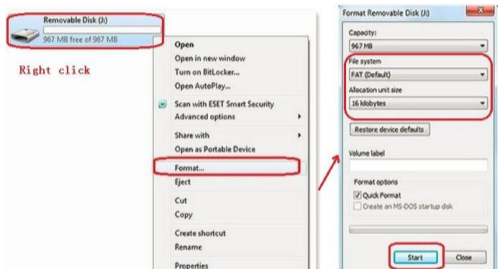 Removable Disk (J:)
967 MB free of 967 MB
Right click
Open
Open in new window
Turn on BitLocker...
Open AutoPlay...
Scan with ESET Smart Security
Advanced options
Share with
Open as Portable Device
Format...
Eject
Cut
Copy
Create shortcut
Rename
Properties
Format Removable Disk (J:)
Capacity:
967 MB
File system
FAT (Default)
Allocation unit size
16 kilobytes
Restore device defaults
Volume label
Format options
Quick Format
Create an MS-DOS startup disk
Start
Close